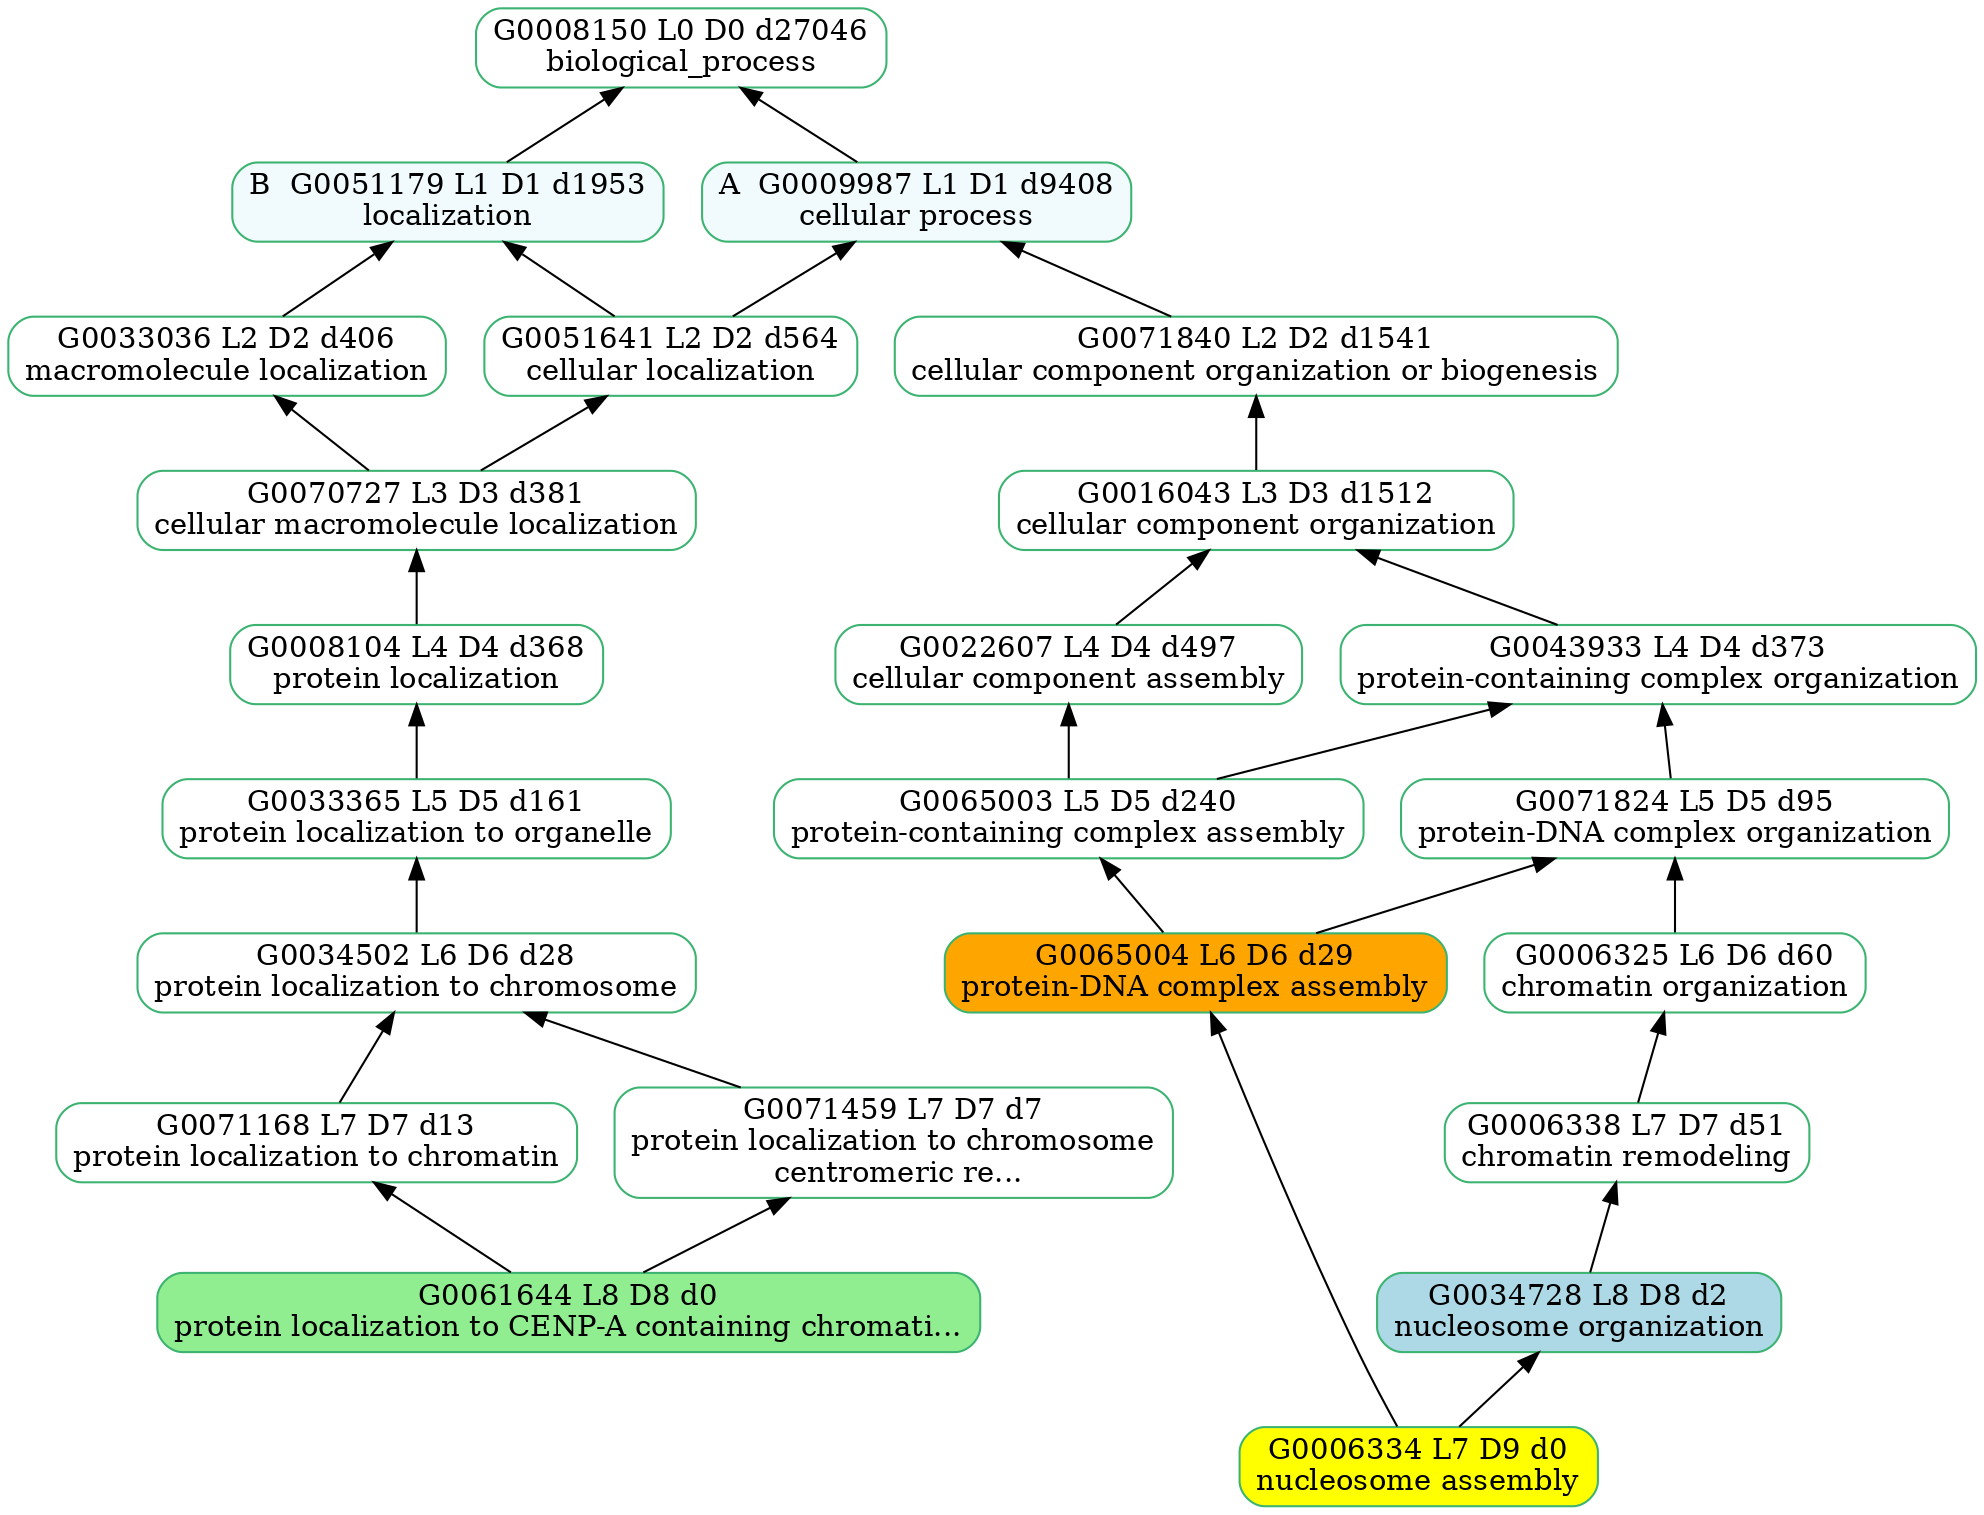 G0008150 L0 D0 d27046
biological_process
B  G0051179 L1 D1 d1953
localization
A  G0009987 L1 D1 d9408
cellular process
G0033036 L2 D2 d406
macromolecule localization
G0051641 L2 D2 d564
cellular localization
G0071840 L2 D2 d1541
cellular component organization or biogenesis
G0070727 L3 D3 d381
cellular macromolecule localization
G0016043 L3 D3 d1512
cellular component organization
G0008104 L4 D4 d368
protein localization
G0022607 L4 D4 d497
cellular component assembly
G0043933 L4 D4 d373
protein-containing complex organization
G0033365 L5 D5 d161
protein localization to organelle
G0065003 L5 D5 d240
protein-containing complex assembly
G0071824 L5 D5 d95
protein-DNA complex organization
G0034502 L6 D6 d28
protein localization to chromosome
G0065004 L6 D6 d29
protein-DNA complex assembly
G0006325 L6 D6 d60
chromatin organization
G0071168 L7 D7 d13
protein localization to chromatin
G0071459 L7 D7 d7
protein localization to chromosome
centromeric re...
G0006338 L7 D7 d51
chromatin remodeling
G0061644 L8 D8 d0
protein localization to CENP-A containing chromati...
G0034728 L8 D8 d2
nucleosome organization
G0006334 L7 D9 d0
nucleosome assembly